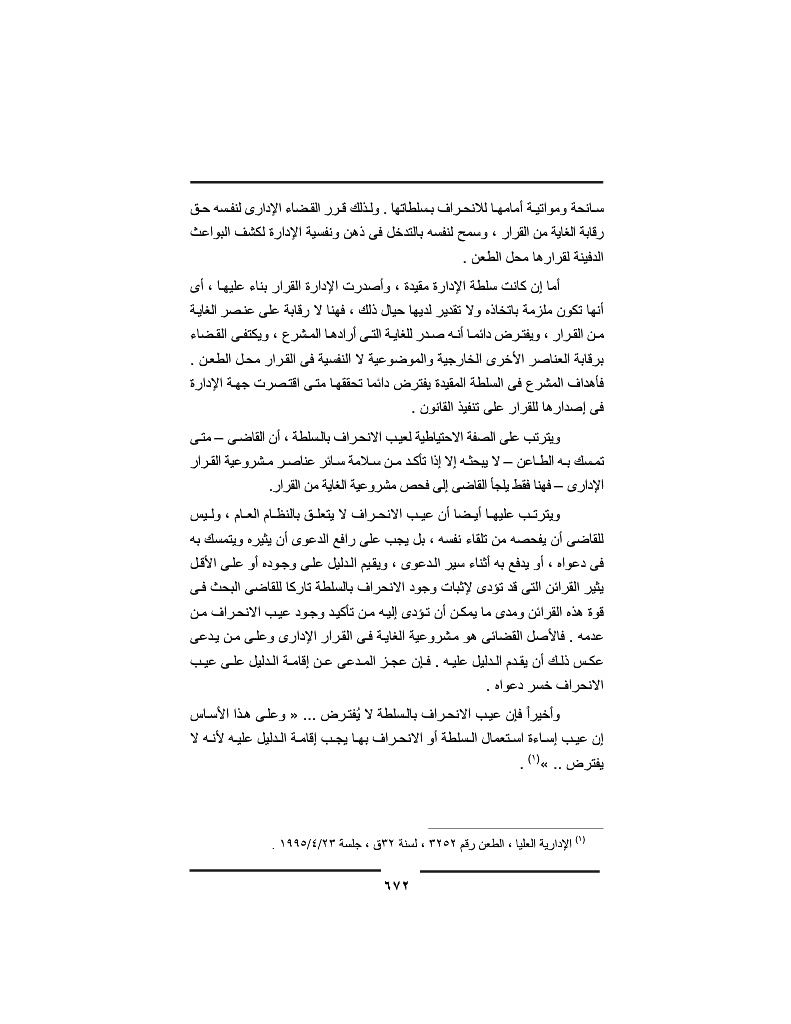 سانحة ومواتية أمامها للانحراف بسلطاتها . ولذلك قرر القضاء الإدارى لنفسه حق
رقابة الغاية من القرار ، وسمح لنفسه بالتدخل فى ذهن ونفسية الإدارة لكشف البواعث
الدفينة لقرارها محل الطعن .
أما إن كانت سلطة الإدارة مقيدة ، وأصدرت الإدارة القرار بناء عليها ، أى
أنها تكون ملزمة باتخاذه ولا تقدير لديها حيال ذلك ، فهنا لا رقابة على عنصر الغاية
من القرار ، ويفترض دائما أنه صدر للغاية التى أرادها المشرع ، ويكتفى القضاء
برقابة العناصر الأخرى الخارجية والموضوعية لا النفسية فى القرار محل الطعن .
فأهداف المشرع فى السلطة المقيدة يفترض دائما تحققها متى اقتصرت جهة الإدارة
فى إصدارها للقرار على تنفيذ القانون .
ويترتب على الصفة الاحتياطية لعيب الانحراف بالسلطة ، أن القاضى – متى
تمسك به الطاعن – لا يبحثه إلا إذا تأكد من سلامة سائر عناصر مشروعية القرار
الإدارى – فهنا فقط يلجأ القاضى إلى فحص مشروعية الغاية من القرار.
ويترتب عليها أيضا أن عيب الانحراف لا يتعلق بالنظام العام ، وليس
للقاضى أن يفحصه من تلقاء نفسه ، بل يجب على رافع الدعوى أن يثيره ويتمسك به
فى دعواه ، أو يدفع به أثناء سير الدعوى ، ويقيم الدليل على وجوده أو على الأقل
يثير القرائن التى قد تؤدى لإثبات وجود الانحراف بالسلطة تاركا للقاضى البحث فى
قوة هذه القرائن ومدى ما يمكن أن تؤدى إليه من تأكيد وجود عيب الانحراف من
عدمه . فالأصل القضائى هو مشروعية الغاية فى القرار الإدارى وعلى من يدعى
عكس ذلك أن يقدم الدليل عليه . فإن عجز المدعى عن إقامة الدليل على عيب
الانحراف خسر دعواه .
وأخيراً فإن عيب الانحراف بالسلطة لا يُفترض ... « وعلى هذا الأساس
إن عيب إساءة استعمال السلطة أو الانحراف بها يجب إقامة الدليل عليه لأنه لا
يفترض .. »(١) .
(١) الإدارية العليا ، الطعن رقم ٣٢٥٢ ، لسنة ٣٢ق ، جلسة ١٩٩٥/٤/٢٣ .
٦٧٢